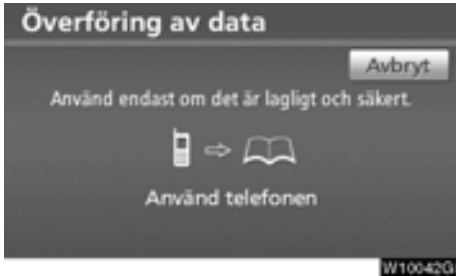 Överföring av data
Avbryt
Använd endast om det är lagligt och säkert.
Använd telefonen
W10042G